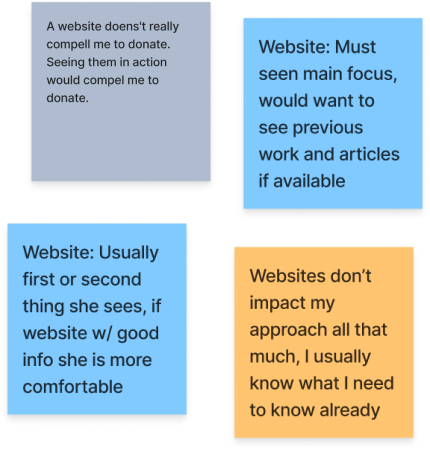 A website doens't really
compell me to donate.
Seeing them in action
would compel me to
donate.
Website: Must
seen main focus,
would want to
see previous
work and articles
if available
Website: Usually
first or second
thing she sees, if
website w/ good
info she is more
comfortable
Websites don’t
impact my
approach all that
much, I usually
know what I need
to know already